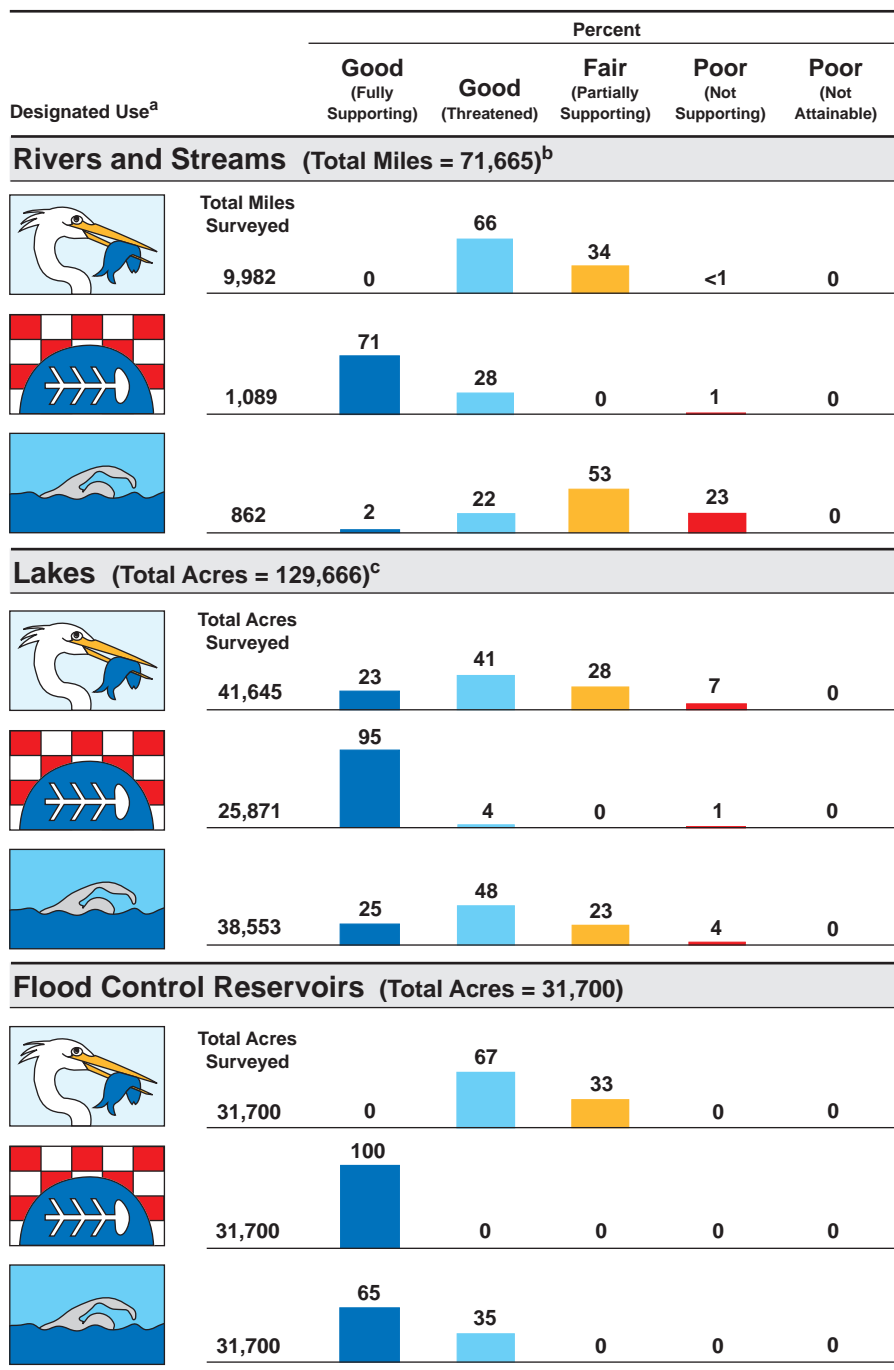 Percent
Designated Useᵃ
Good (Fully Supporting)
Good (Threatened)
Fair (Partially Supporting)
Poor (Not Supporting)
Poor (Not Attainable)
Rivers and Streams (Total Miles = 71,665)ᵇ
Total Miles Surveyed
9,982 0 66 34 <1 0
1,089 71 28 0 1 0
862 2 22 53 23 0
Lakes (Total Acres = 129,666)ᶜ
Total Acres Surveyed
41,645 23 41 28 7 0
25,871 95 4 0 1 0
38,553 25 48 23 4 0
Flood Control Reservoirs (Total Acres = 31,700)
Total Acres Surveyed
31,700 0 67 33 0 0
31,700 100 0 0 0 0
31,700 65 35 0 0 0